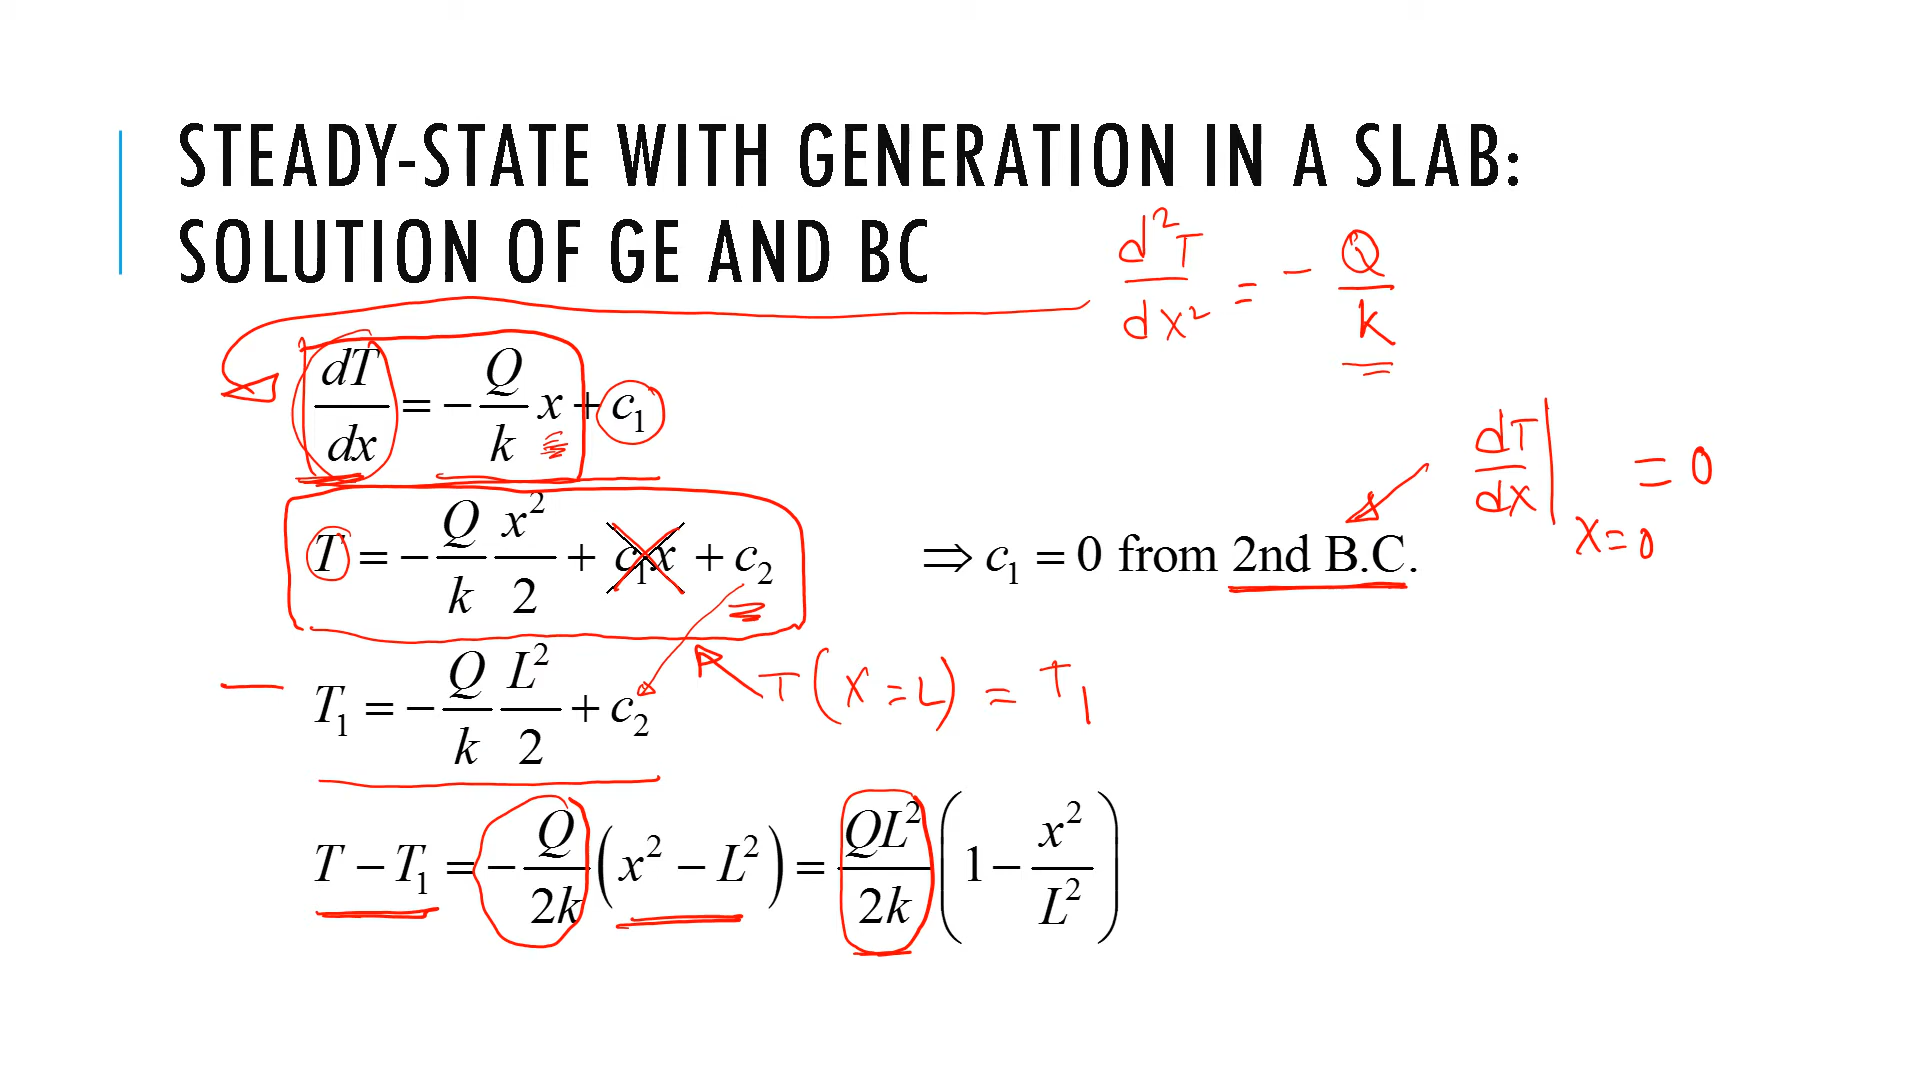 STEADY-STATE WITH GENERATION IN A SLAB:
SOLUTION OF GE AND BC
d²T/dx² = - Q/k
dT/dx = -Q/k x + c₁
dT/dx |ₓ₌₀ = 0
T = -Q/k x²/2 + c₁x + c₂ ⇒ c₁ = 0 from 2nd B.C.
T₁ = -Q/k L²/2 + c₂
T(x=L) = T₁
T - T₁ = -Q/2k (x² - L²) = QL²/2k (1 - x²/L²)